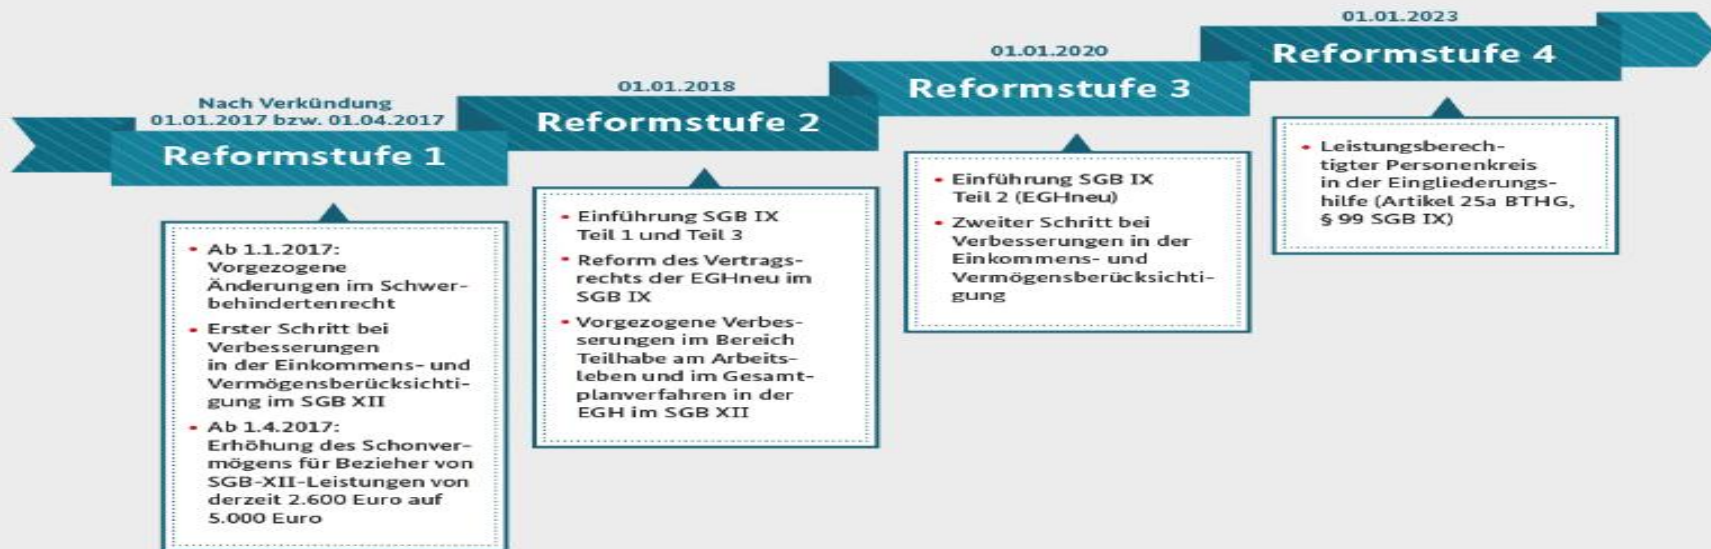 Nach Verkündung
01.01.2017 bzw. 01.04.2017
Reformstufe 1
• Ab 1.1.2017:
Vorgezogene
Änderungen im Schwer-
behindertenrecht
• Erster Schritt bei
Verbesserungen
in der Einkommens- und
Vermögensberücksichti-
gung im SGB XII
• Ab 1.4.2017:
Erhöhung des Schonver-
mögens für Bezieher von
SGB-XII-Leistungen von
derzeit 2.600 Euro auf
5.000 Euro
01.01.2018
Reformstufe 2
• Einführung SGB IX
Teil 1 und Teil 3
• Reform des Vertrags-
rechts der EGHneu im
SGB IX
• Vorgezogene Verbes-
serungen im Bereich
Teilhabe am Arbeits-
leben und im Gesamt-
planverfahren in der
EGH im SGB XII
01.01.2020
Reformstufe 3
• Einführung SGB IX
Teil 2 (EGHneu)
• Zweiter Schritt bei
Verbesserungen in der
Einkommens- und
Vermögensberücksichti-
gung
01.01.2023
Reformstufe 4
• Leistungsberech-
tigter Personenkreis
in der Eingliederungs-
hilfe (Artikel 25a BTHG,
§ 99 SGB IX)